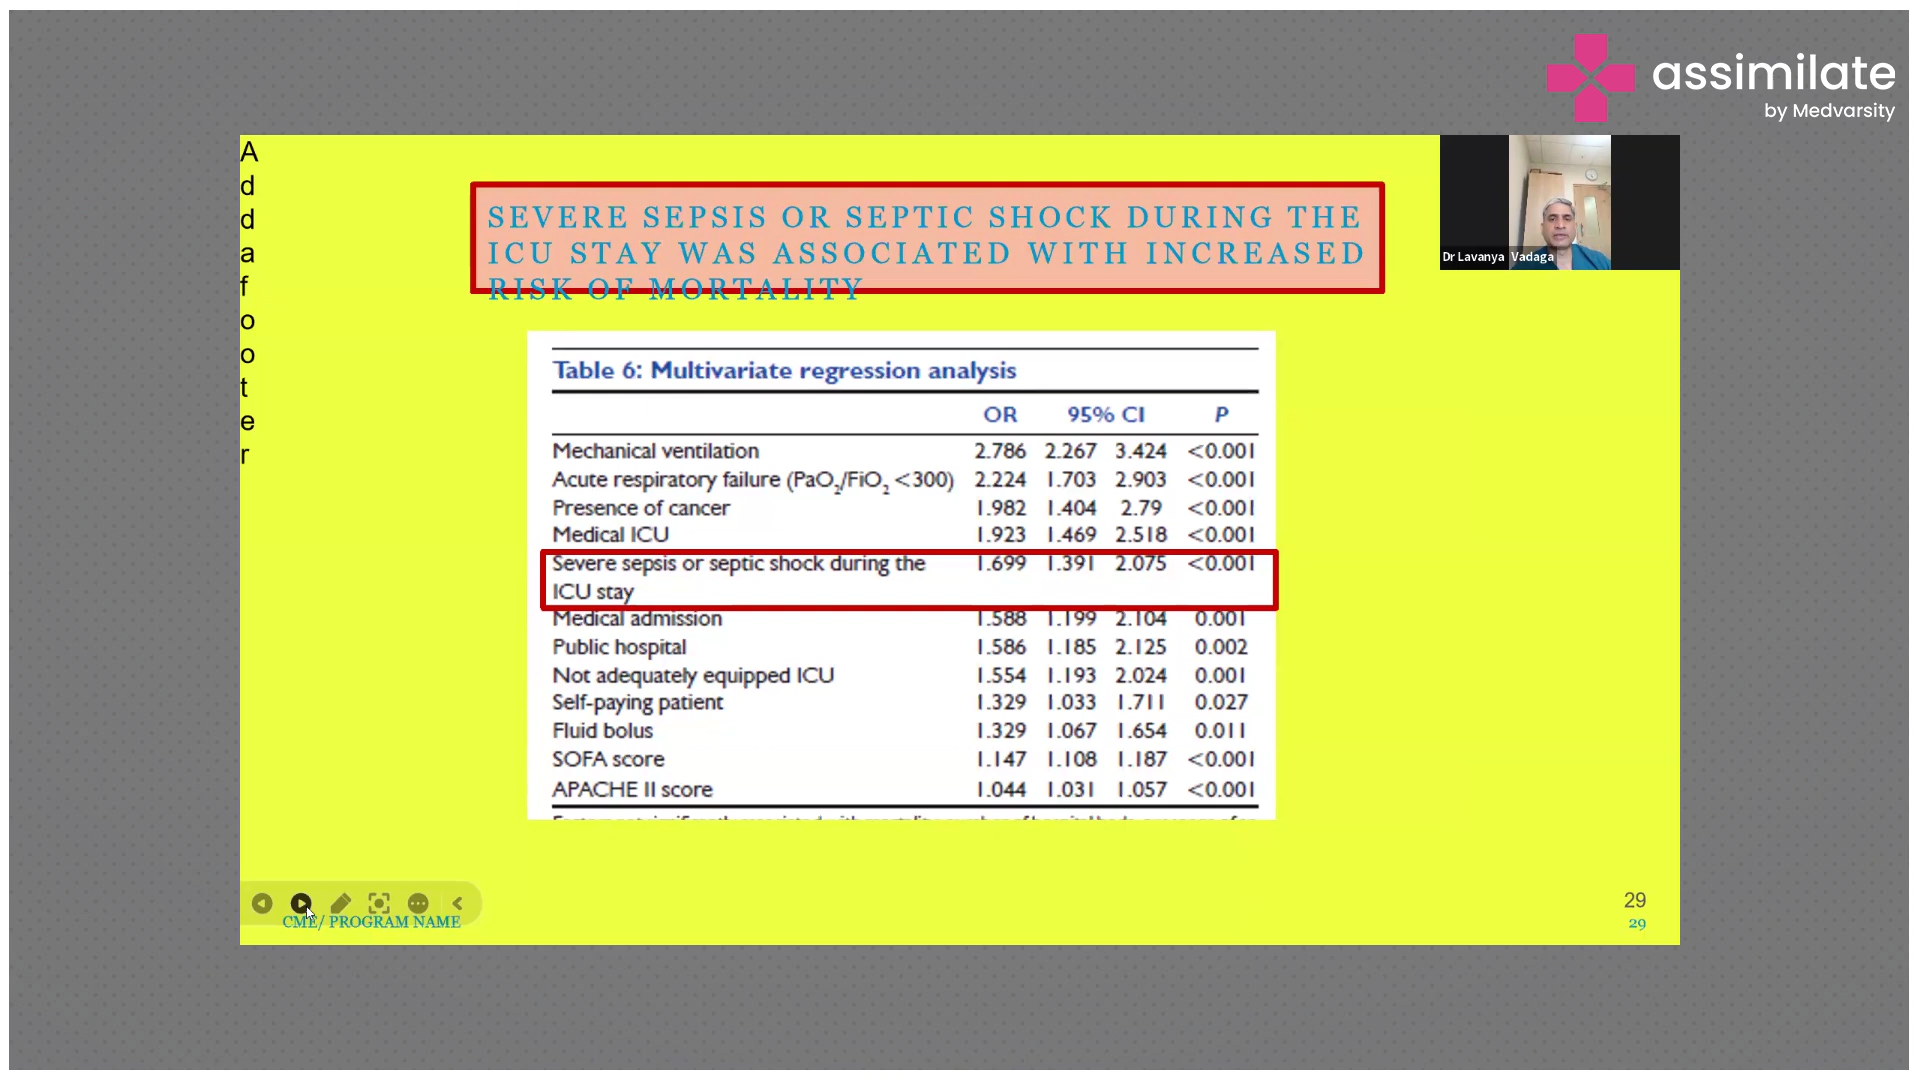 assimilate
by Medvarsity
A
d
d
a
f
o
o
t
e
r
SEVERE SEPSIS OR SEPTIC SHOCK DURING THE
ICU STAY WAS ASSOCIATED WITH INCREASED
RISK OF MORTALITY
Dr Lavanya Vadaga
Table 6: Multivariate regression analysis
OR 95% CI P
Mechanical ventilation 2.786 2.267 3.424 <0.001
Acute respiratory failure (PaO₂/FiO₂ <300) 2.224 1.703 2.903 <0.001
Presence of cancer 1.982 1.404 2.79 <0.001
Medical ICU 1.923 1.469 2.518 <0.001
Severe sepsis or septic shock during the 1.699 1.391 2.075 <0.001
ICU stay
Medical admission 1.588 1.199 2.104 0.001
Public hospital 1.586 1.185 2.125 0.002
Not adequately equipped ICU 1.554 1.193 2.024 0.001
Self-paying patient 1.329 1.033 1.711 0.027
Fluid bolus 1.329 1.067 1.654 0.011
SOFA score 1.147 1.108 1.187 <0.001
APACHE II score 1.044 1.031 1.057 <0.001
CME/ PROGRAM NAME
29
29